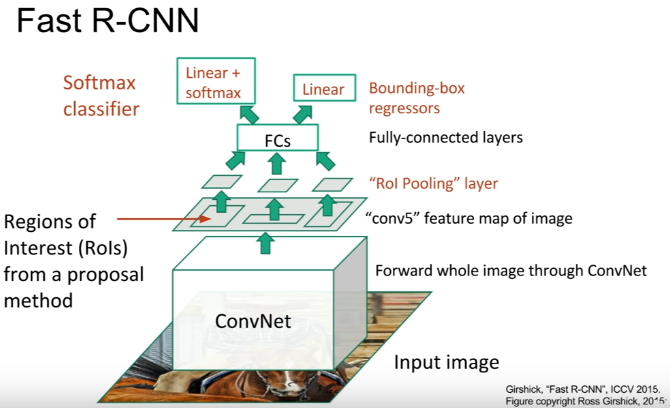 Fast R-CNN
Softmax
classifier
Linear +
softmax
Linear
Bounding-box
regressors
FCs
Fully-connected layers
"RoI Pooling" layer
Regions of
Interest (RoIs)
from a proposal
method
"conv5" feature map of image
Forward whole image through ConvNet
ConvNet
Input image
Girshick, "Fast R-CNN", ICCV 2015.
Figure copyright Ross Girshick, 2015